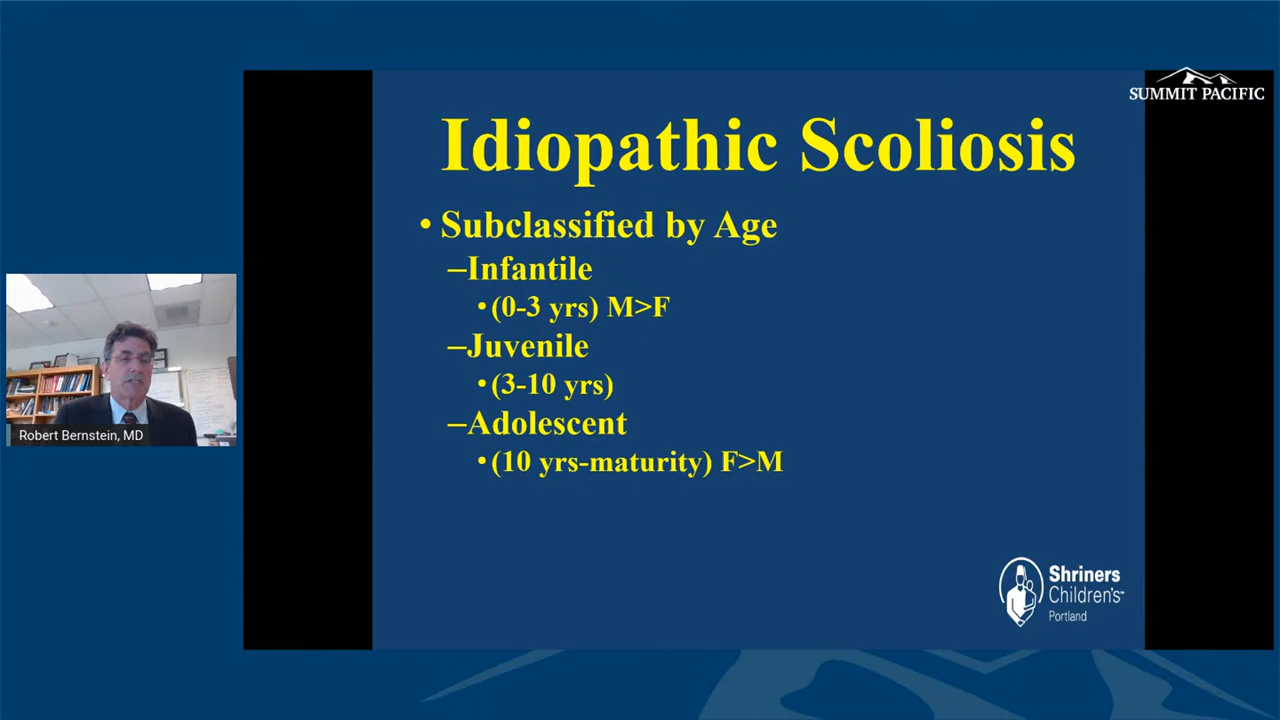 SUMMIT PACIFIC
Idiopathic Scoliosis
• Subclassified by Age
–Infantile
•(0-3 yrs) M>F
–Juvenile
•(3-10 yrs)
–Adolescent
•(10 yrs-maturity) F>M
Robert Bernstein, MD
Shriners
Children's™
Portland